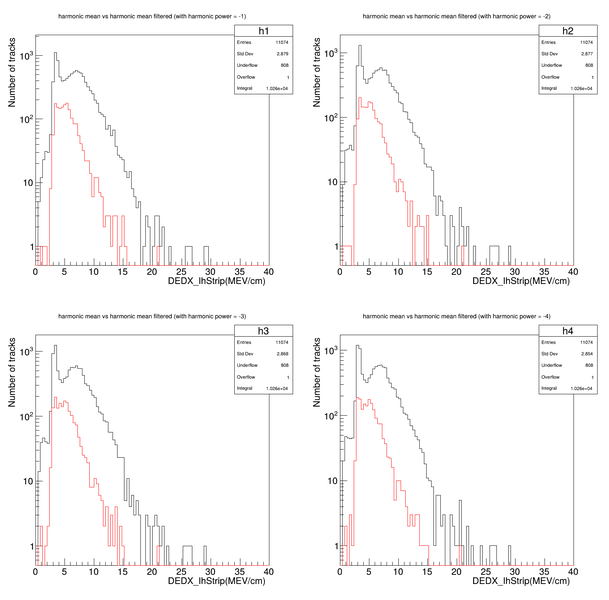 harmonic mean vs harmonic mean filtered (with harmonic power = -1)
h1
Entries 11074
Std Dev 2.879
Underflow 808
Overflow 1
Integral 1.026e+04
Number of tracks
10³
10²
10
1
0 5 10 15 20 25 30 35 40
DEDX_IhStrip(MEV/cm)
harmonic mean vs harmonic mean filtered (with harmonic power = -2)
h2
Entries 11074
Std Dev 2.877
Underflow 808
Overflow 1
Integral 1.026e+04
Number of tracks
10³
10²
10
1
0 5 10 15 20 25 30 35 40
DEDX_IhStrip(MEV/cm)
harmonic mean vs harmonic mean filtered (with harmonic power = -3)
h3
Entries 11074
Std Dev 2.868
Underflow 808
Overflow 1
Integral 1.026e+04
Number of tracks
10³
10²
10
1
0 5 10 15 20 25 30 35 40
DEDX_IhStrip(MEV/cm)
harmonic mean vs harmonic mean filtered (with harmonic power = -4)
h4
Entries 11074
Std Dev 2.854
Underflow 808
Overflow 1
Integral 1.026e+04
Number of tracks
10³
10²
10
1
0 5 10 15 20 25 30 35 40
DEDX_IhStrip(MEV/cm)